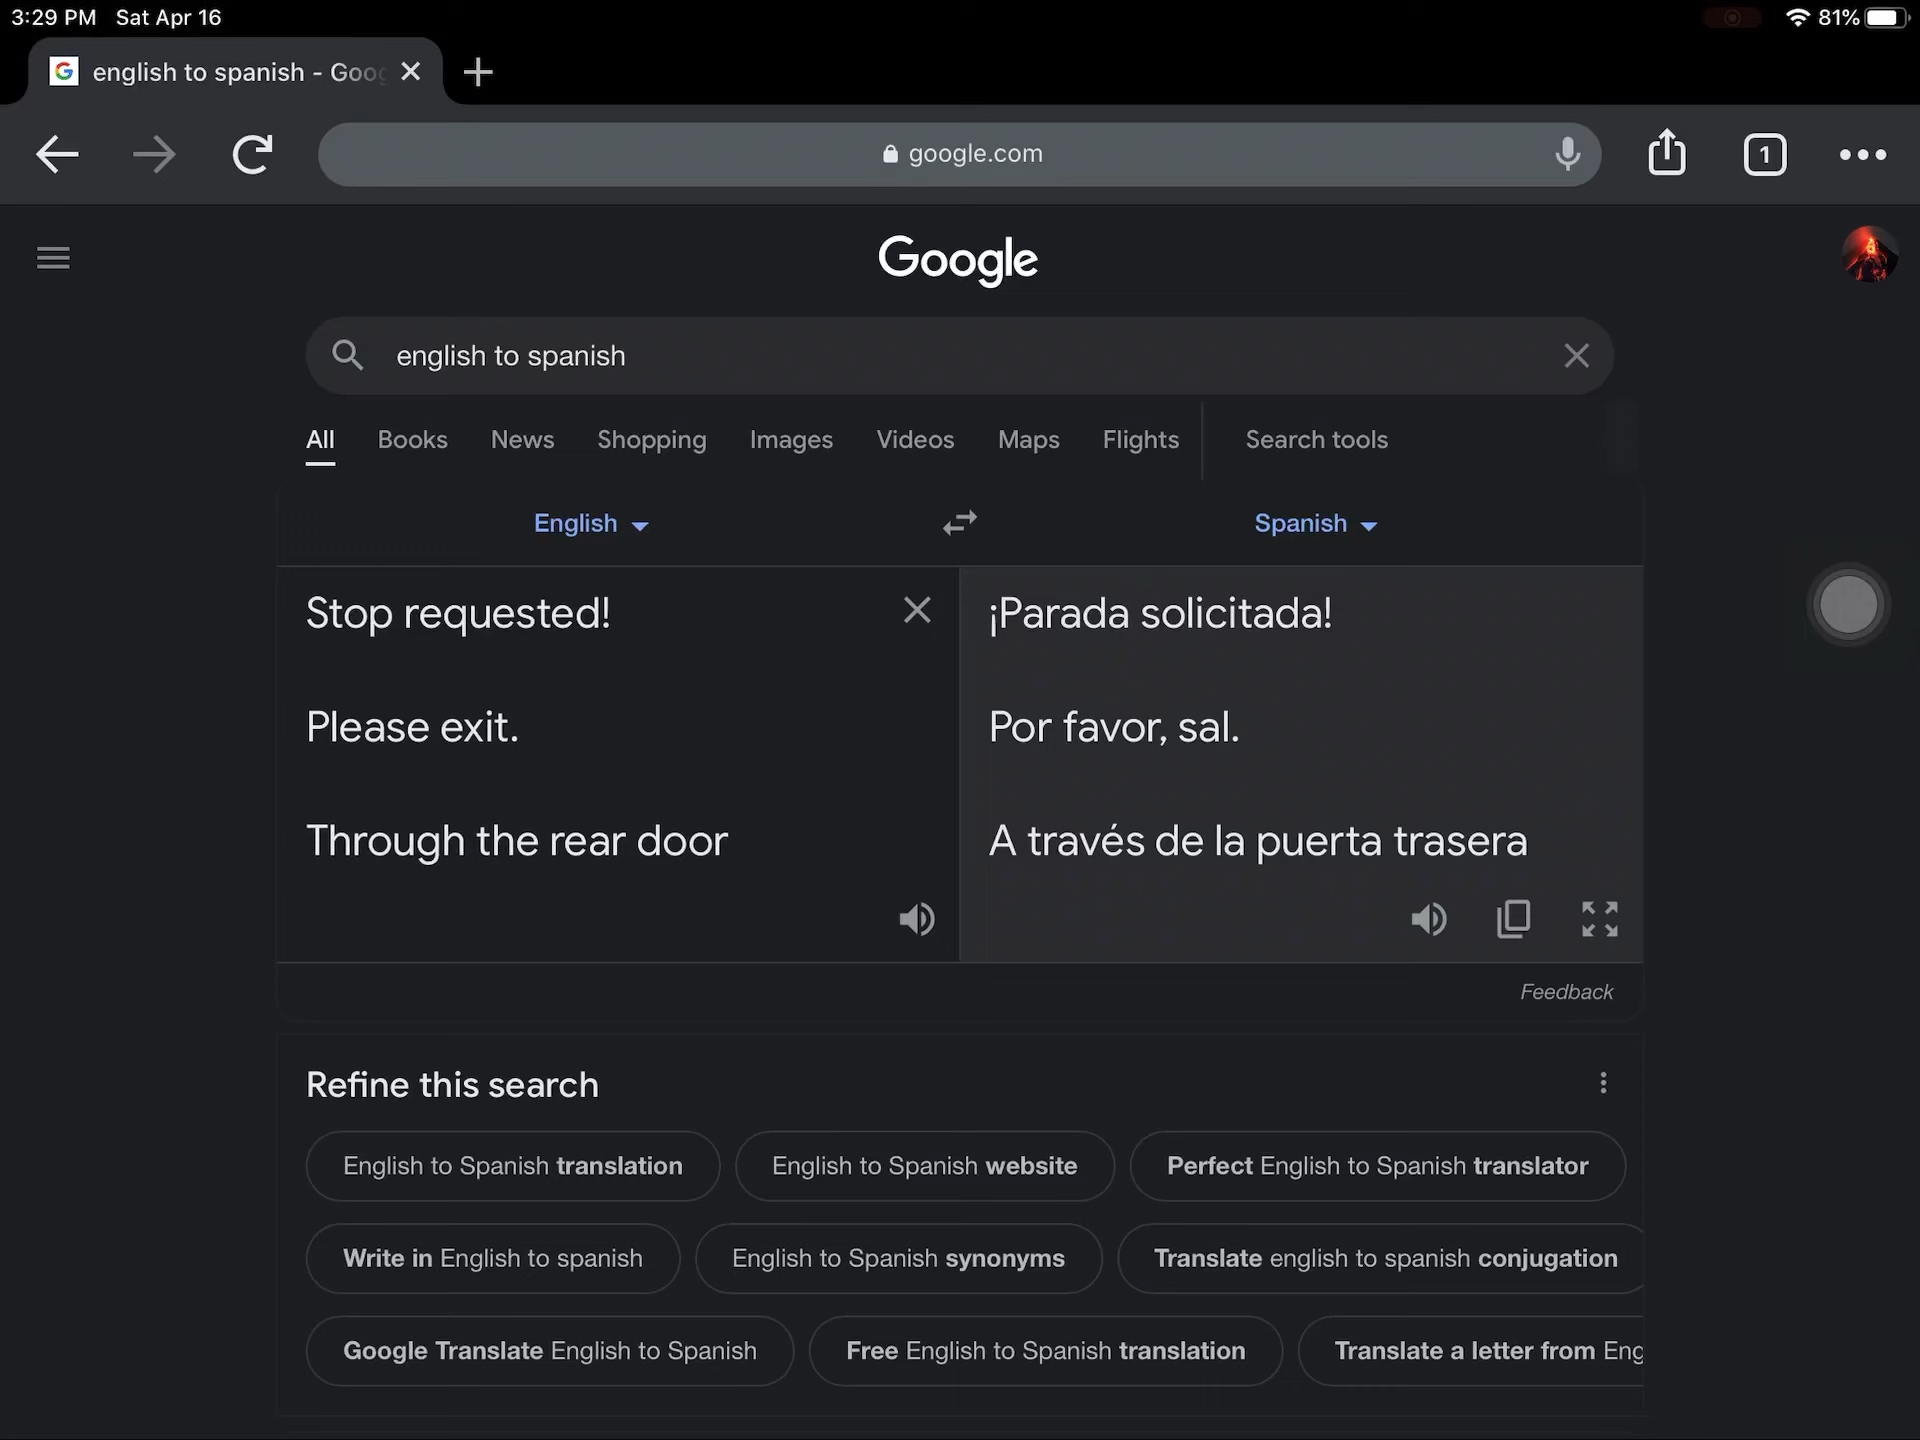 3:29 PM Sat Apr 16
81%
english to spanish - Goog
google.com
1
Google
english to spanish
All Books News Shopping Images Videos Maps Flights Search tools
English
Spanish
Stop requested!
Please exit.
Through the rear door
¡Parada solicitada!
Por favor, sal.
A través de la puerta trasera
Feedback
Refine this search
English to Spanish translation
English to Spanish website
Perfect English to Spanish translator
Write in English to spanish
English to Spanish synonyms
Translate english to spanish conjugation
Google Translate English to Spanish
Free English to Spanish translation
Translate a letter from Eng